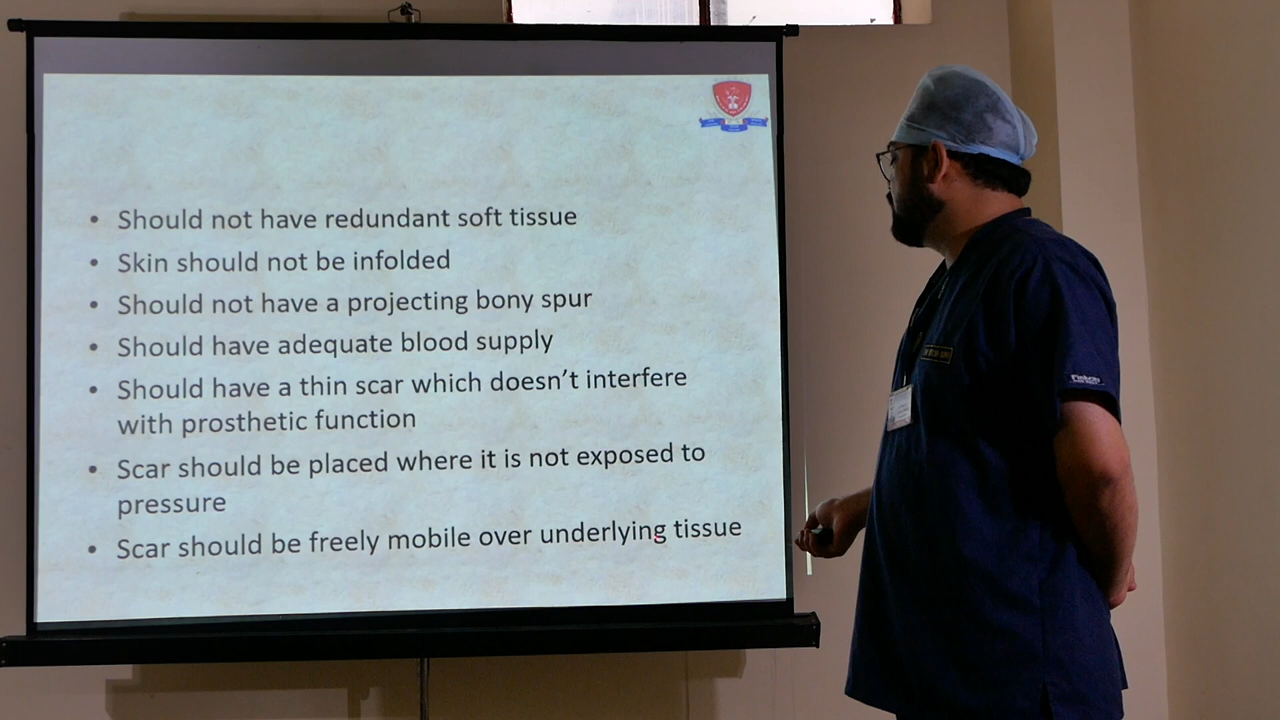 • Should not have redundant soft tissue
• Skin should not be infolded
• Should not have a projecting bony spur
• Should have adequate blood supply
• Should have a thin scar which doesn't interfere
with prosthetic function
• Scar should be placed where it is not exposed to
pressure
• Scar should be freely mobile over underlying tissue